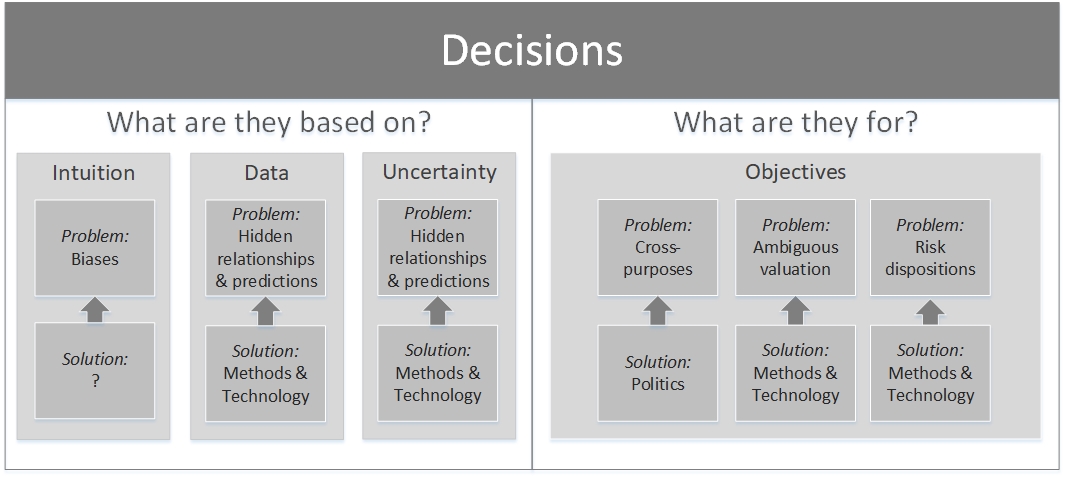 Decisions
What are they based on?
Intuition
Problem:
Biases
Solution:
?
Data
Problem:
Hidden
relationships
& predictions
Solution:
Methods &
Technology
Uncertainty
Problem:
Hidden
relationships
& predictions
Solution:
Methods &
Technology
What are they for?
Objectives
Problem:
Cross-
purposes
Solution:
Politics
Problem:
Ambiguous
valuation
Solution:
Methods &
Technology
Problem:
Risk
dispositions
Solution:
Methods &
Technology